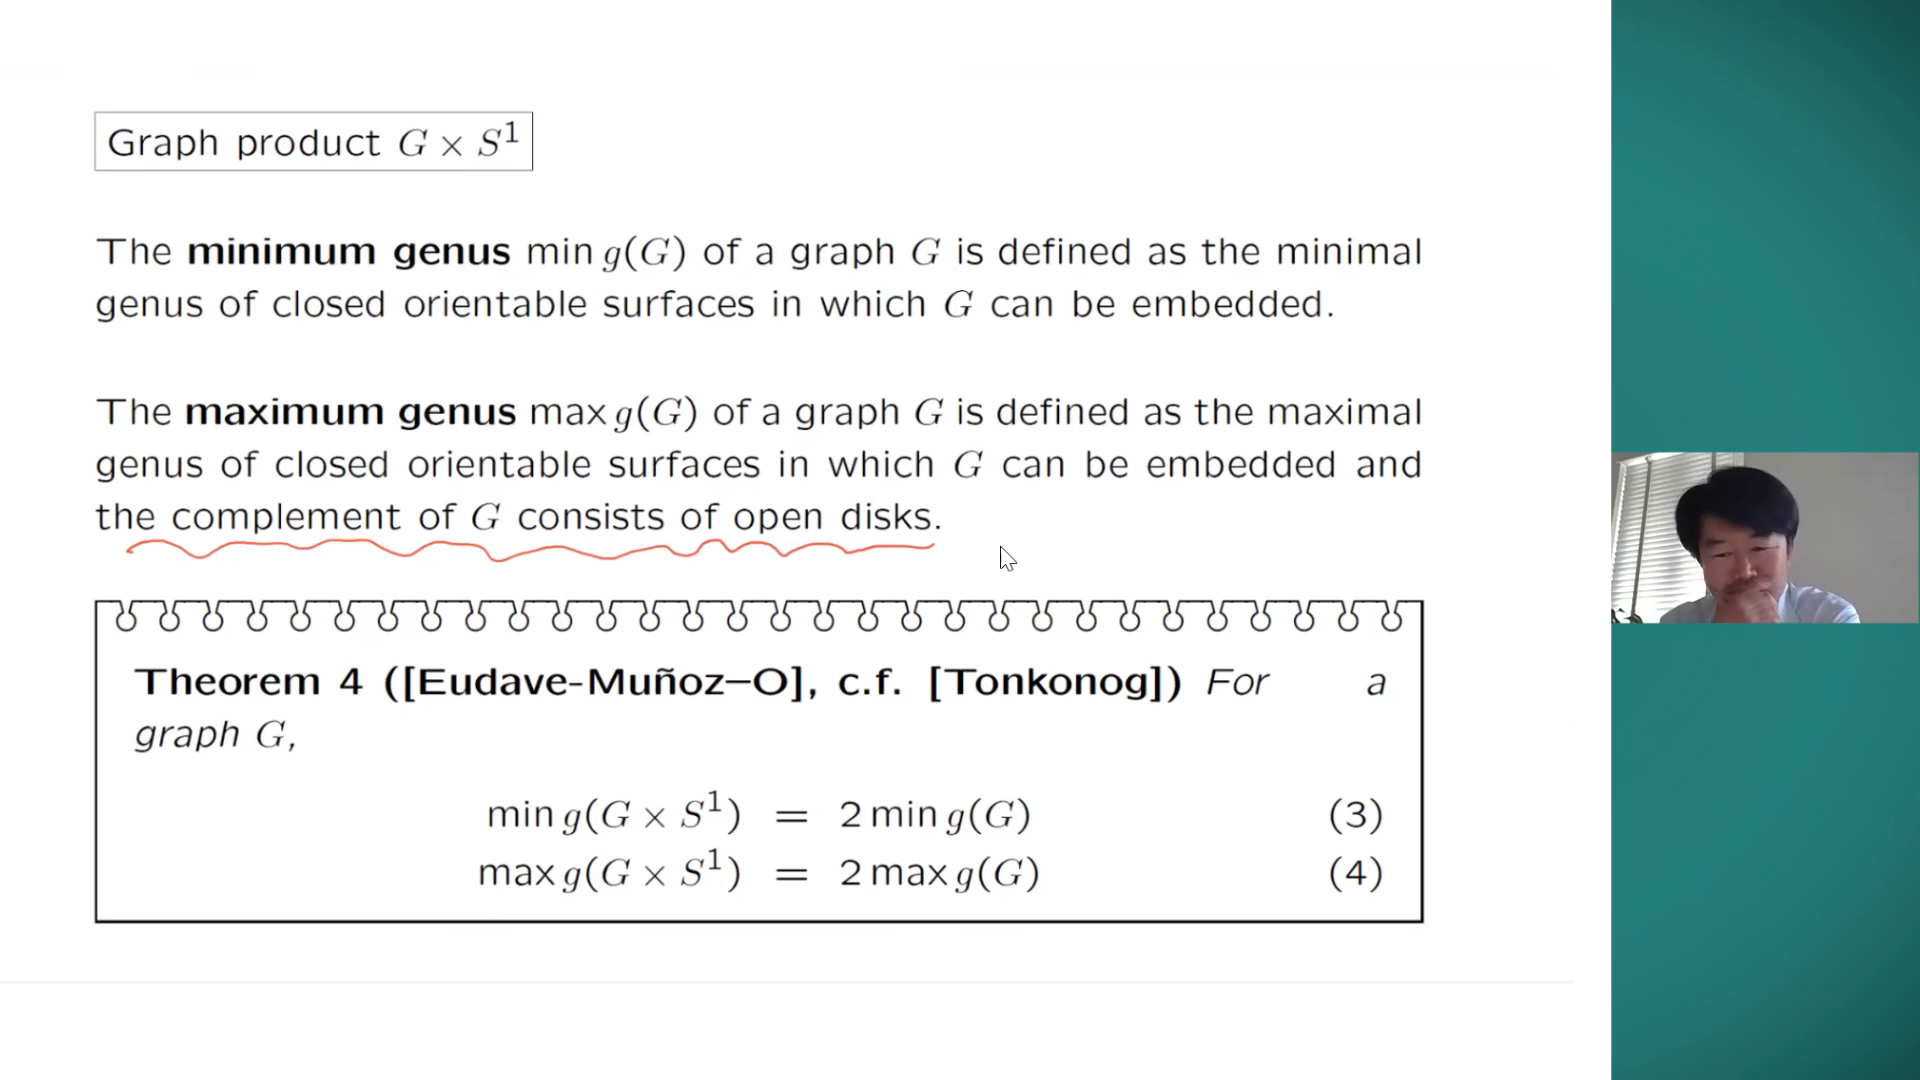 Graph product G × S¹
The minimum genus min g(G) of a graph G is defined as the minimal
genus of closed orientable surfaces in which G can be embedded.
The maximum genus max g(G) of a graph G is defined as the maximal
genus of closed orientable surfaces in which G can be embedded and
the complement of G consists of open disks.
Theorem 4 ([Eudave-Muñoz–O], c.f. [Tonkonog]) For a
graph G,
min g(G × S¹) = 2 min g(G) (3)
max g(G × S¹) = 2 max g(G) (4)